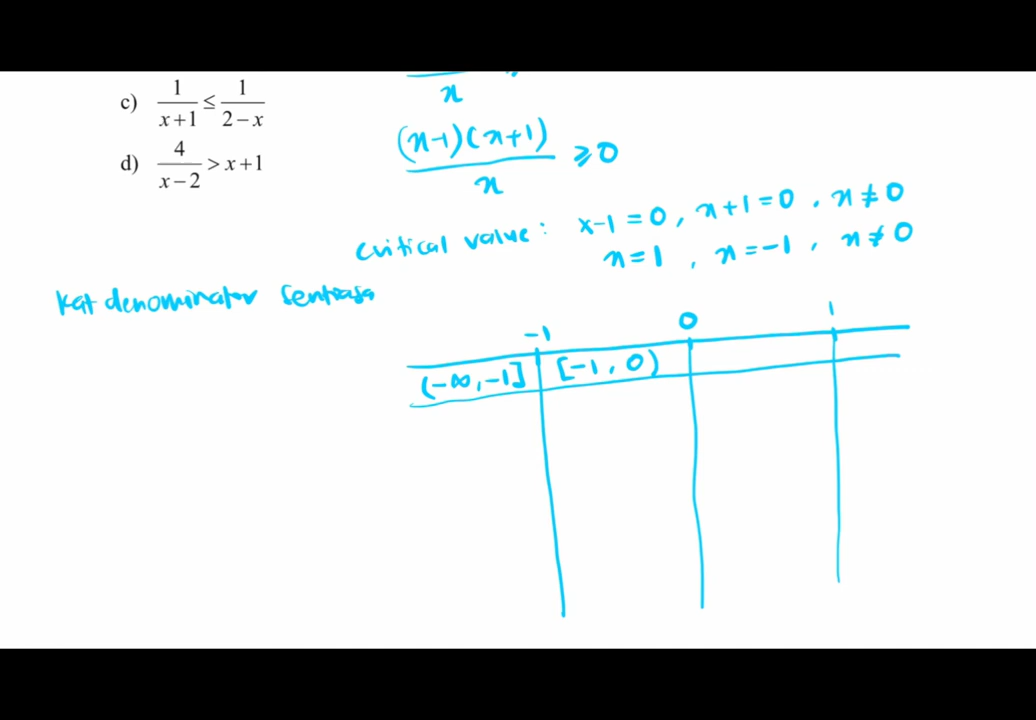 c) 1/(x+1) ≤ 1/(2−x)
d) 4/(x−2) > x+1
x
(x-1)(x+1)/x ≥ 0
critical value: x-1=0, x+1=0, x≠0
x=1, x=-1, x≠0
kat denominator sentiasa
-1 0 1
(-∞,-1] [-1, 0)